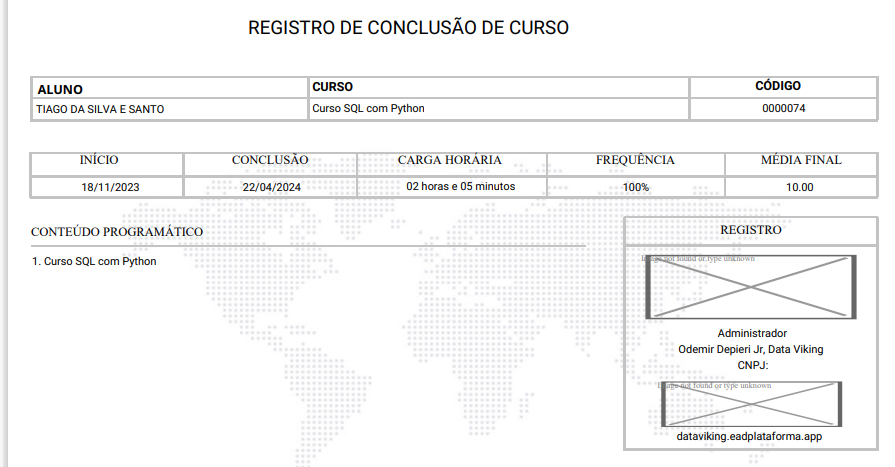 REGISTRO DE CONCLUSÃO DE CURSO
ALUNO CURSO CÓDIGO
TIAGO DA SILVA E SANTO Curso SQL com Python 0000074
INÍCIO CONCLUSÃO CARGA HORÁRIA FREQUÊNCIA MÉDIA FINAL
18/11/2023 22/04/2024 02 horas e 05 minutos 100% 10.00
CONTEÚDO PROGRAMÁTICO
1. Curso SQL com Python
REGISTRO
Image not found or type unknown
Administrador
Odemir Depieri Jr, Data Viking
CNPJ:
Image not found or type unknown
dataviking.eadplataforma.app